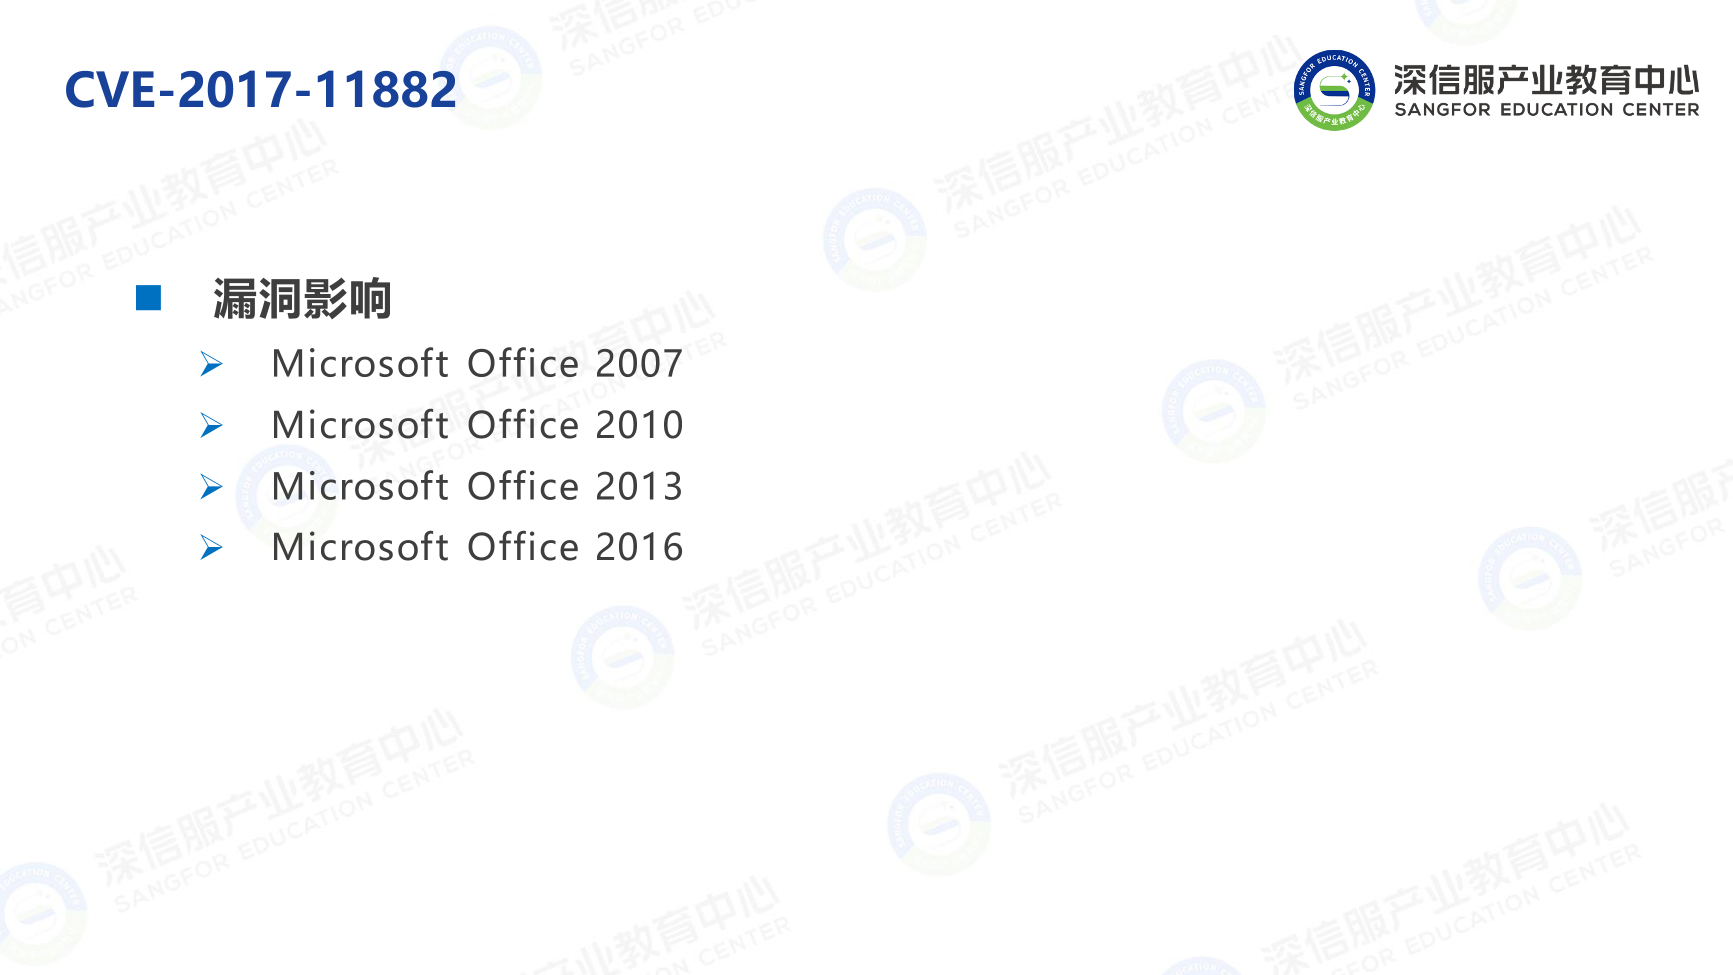 CVE-2017-11882
深信服产业教育中心
SANGFOR EDUCATION CENTER
漏洞影响
Microsoft Office 2007
Microsoft Office 2010
Microsoft Office 2013
Microsoft Office 2016